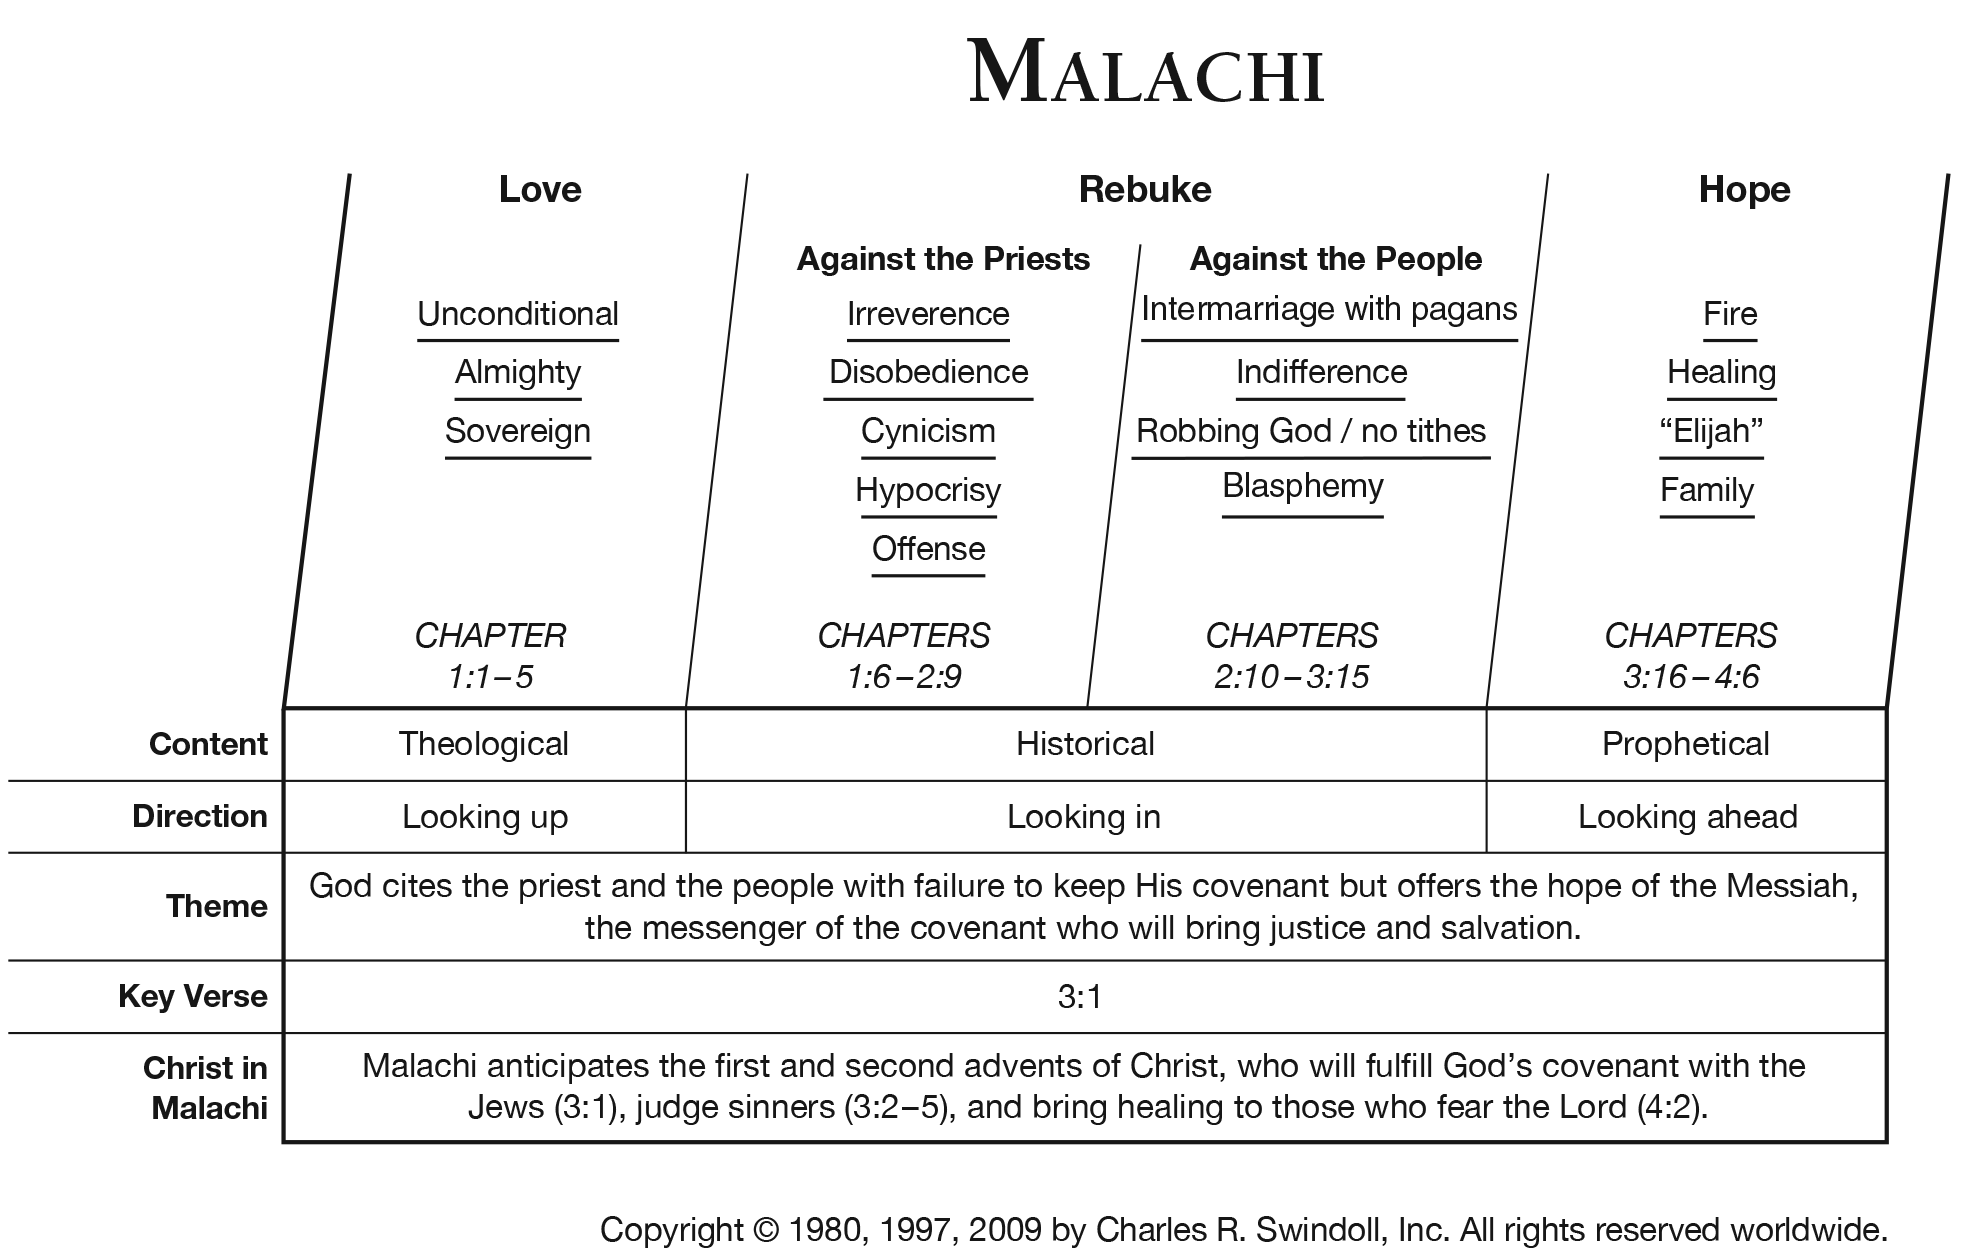 MALACHI
Love
Rebuke
Hope
Against the Priests
Against the People
Unconditional
Almighty
Sovereign
Irreverence
Disobedience
Cynicism
Hypocrisy
Offense
Intermarriage with pagans
Indifference
Robbing God / no tithes
Blasphemy
Fire
Healing
“Elijah”
Family
CHAPTER
1:1–5
CHAPTERS
1:6–2:9
CHAPTERS
2:10–3:15
CHAPTERS
3:16–4:6
Content
Theological
Historical
Prophetical
Direction
Looking up
Looking in
Looking ahead
Theme
God cites the priest and the people with failure to keep His covenant but offers the hope of the Messiah,
the messenger of the covenant who will bring justice and salvation.
Key Verse
3:1
Christ in
Malachi
Malachi anticipates the first and second advents of Christ, who will fulfill God’s covenant with the
Jews (3:1), judge sinners (3:2–5), and bring healing to those who fear the Lord (4:2).
Copyright © 1980, 1997, 2009 by Charles R. Swindoll, Inc. All rights reserved worldwide.